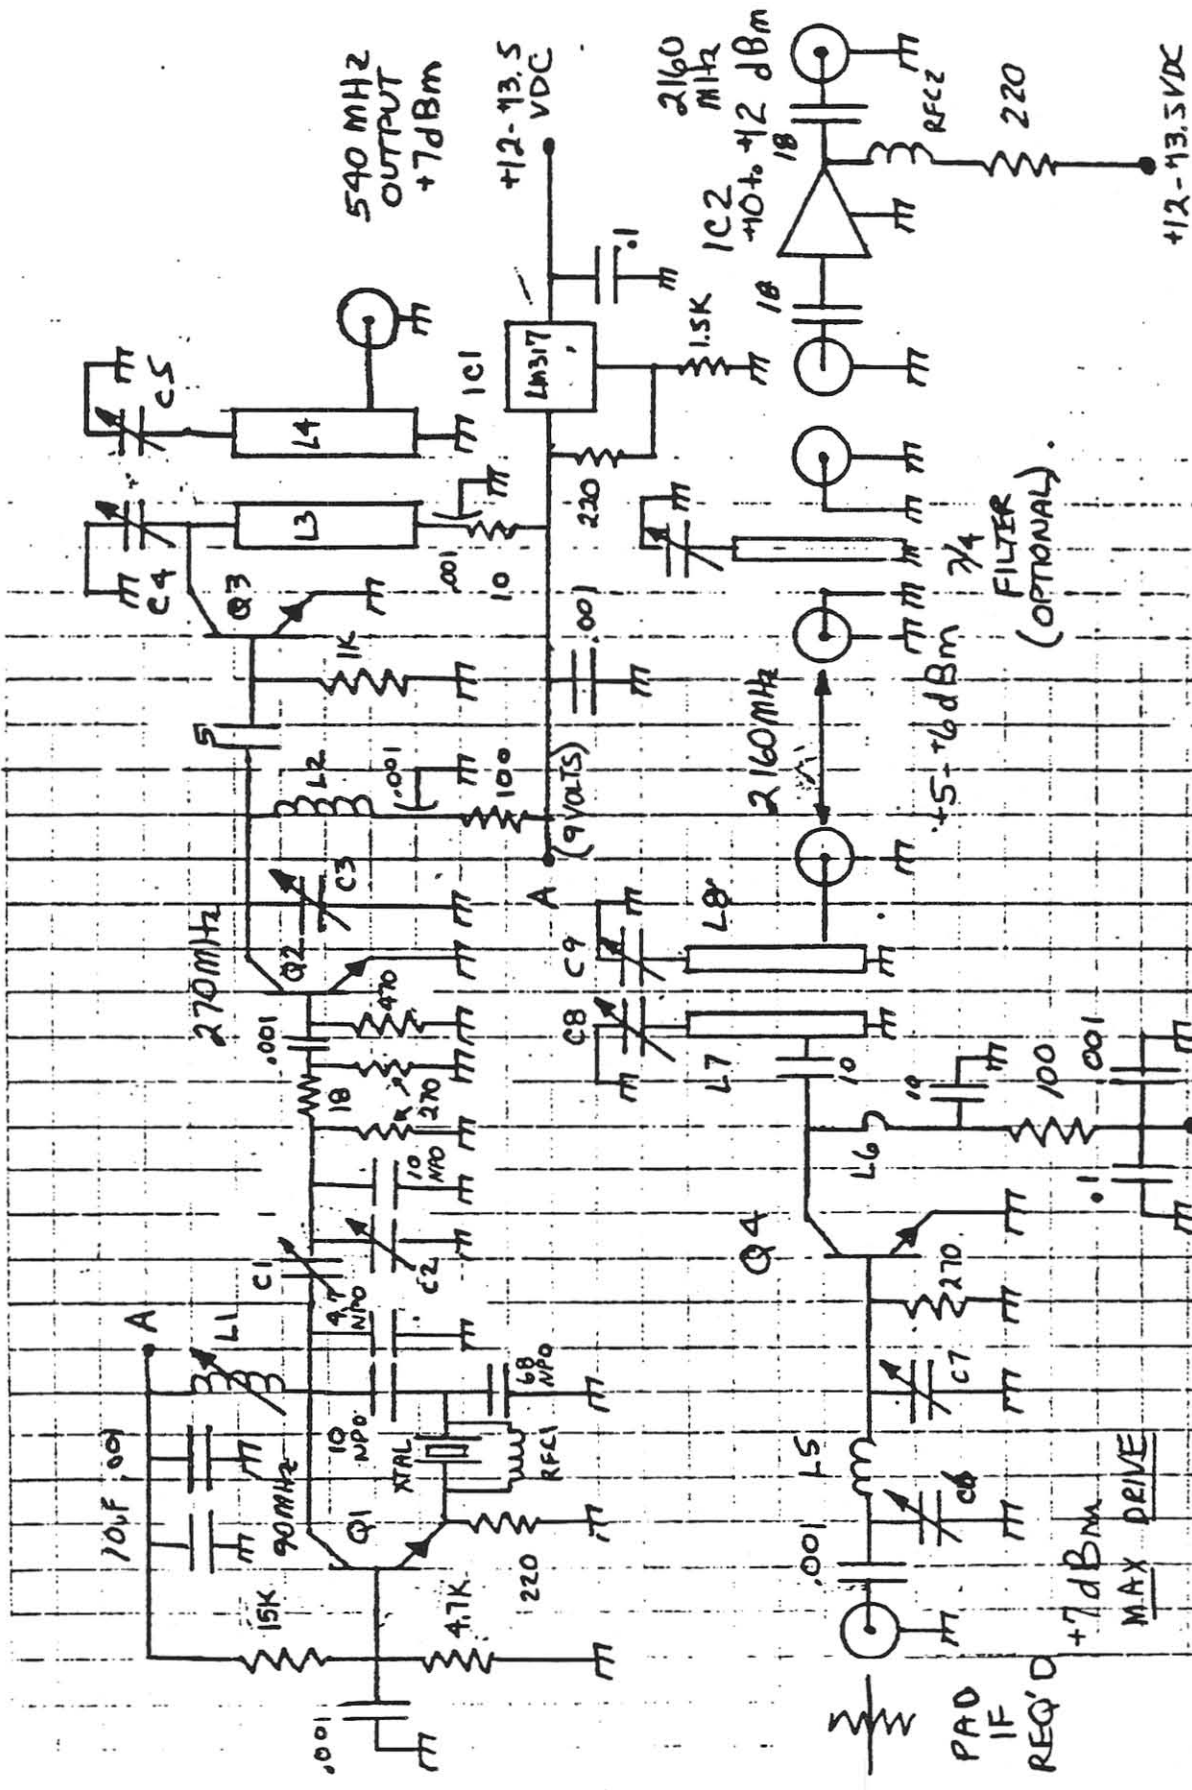 10µF
.001
A
L1
15K
90MHz
Q1
4.7K
.001
220
10
NPO
XTAL
RFC1
68
NPO
4.7
NPO
C1
C2
10
NPO
18
270
.001
470
270MHz
Q2
C3
L2
.001
100
5
1K
Q3
C4
L3
.001
10
C5
L4
540 MHz
OUTPUT
+7dBm
A
(9 VOLTS)
.001
220
IC1
LM317
1.5K
.1
+12-13.5
VDC
PAD
IF
REQ'D
+7dBm
MAX DRIVE
.001
C6
L5
C7
270
Q4
L6
10
100
.1
.001
10
L7
C8
C9
L8
2160MHz
+5-+6dBm
λ/4
FILTER
(OPTIONAL).
18
IC2
+10 to +12 dBm
2160
MHz
18
RFC2
220
+12-13.5VDC